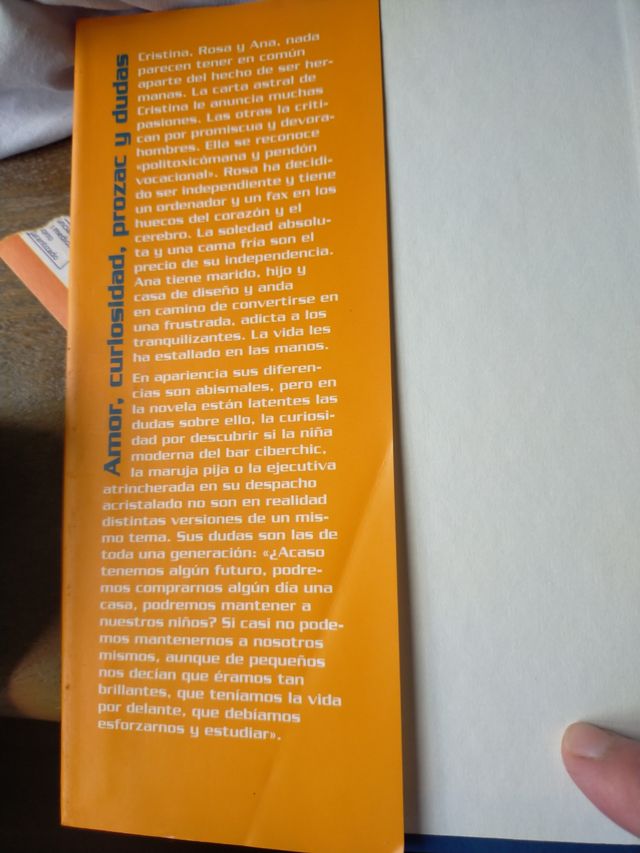 Amor, curiosidad, prozac y dudas
Cristina, Rosa y Ana, nada
parecen tener en común
aparte del hecho de ser her-
manas. La carta astral de
Cristina le anuncia muchas
pasiones. Las otras la criti-
can por promiscua y devora-
hombres. Ella se reconoce
«politoxicómana y pendón
vocacional». Rosa ha decidi-
do ser independiente y tiene
un ordenador y un fax en los
huecos del corazón y el
cerebro. La soledad absolu-
ta y una cama fría son el
precio de su independencia.
Ana tiene marido, hijo y
casa de diseño y anda
en camino de convertirse en
una frustrada, adicta a los
tranquilizantes. La vida les
ha estallado en las manos.
En apariencia sus diferen-
cias son abismales, pero en
la novela están latentes las
dudas sobre ello, la curiosi-
dad por descubrir si la niña
moderna del bar ciberchic,
la maruja pija o la ejecutiva
atrincherada en su despacho
acristalado no son en realidad
distintas versiones de un mis-
mo tema. Sus dudas son las de
toda una generación: «¿Acaso
tenemos algún futuro, podre-
mos comprarnos algún día una
casa, podremos mantener a
nuestros niños? Si casi no pode-
mos mantenernos a nosotros
mismos, aunque de pequeños
nos decían que éramos tan
brillantes, que teníamos la vida
por delante, que debíamos
esforzarnos y estudiar».